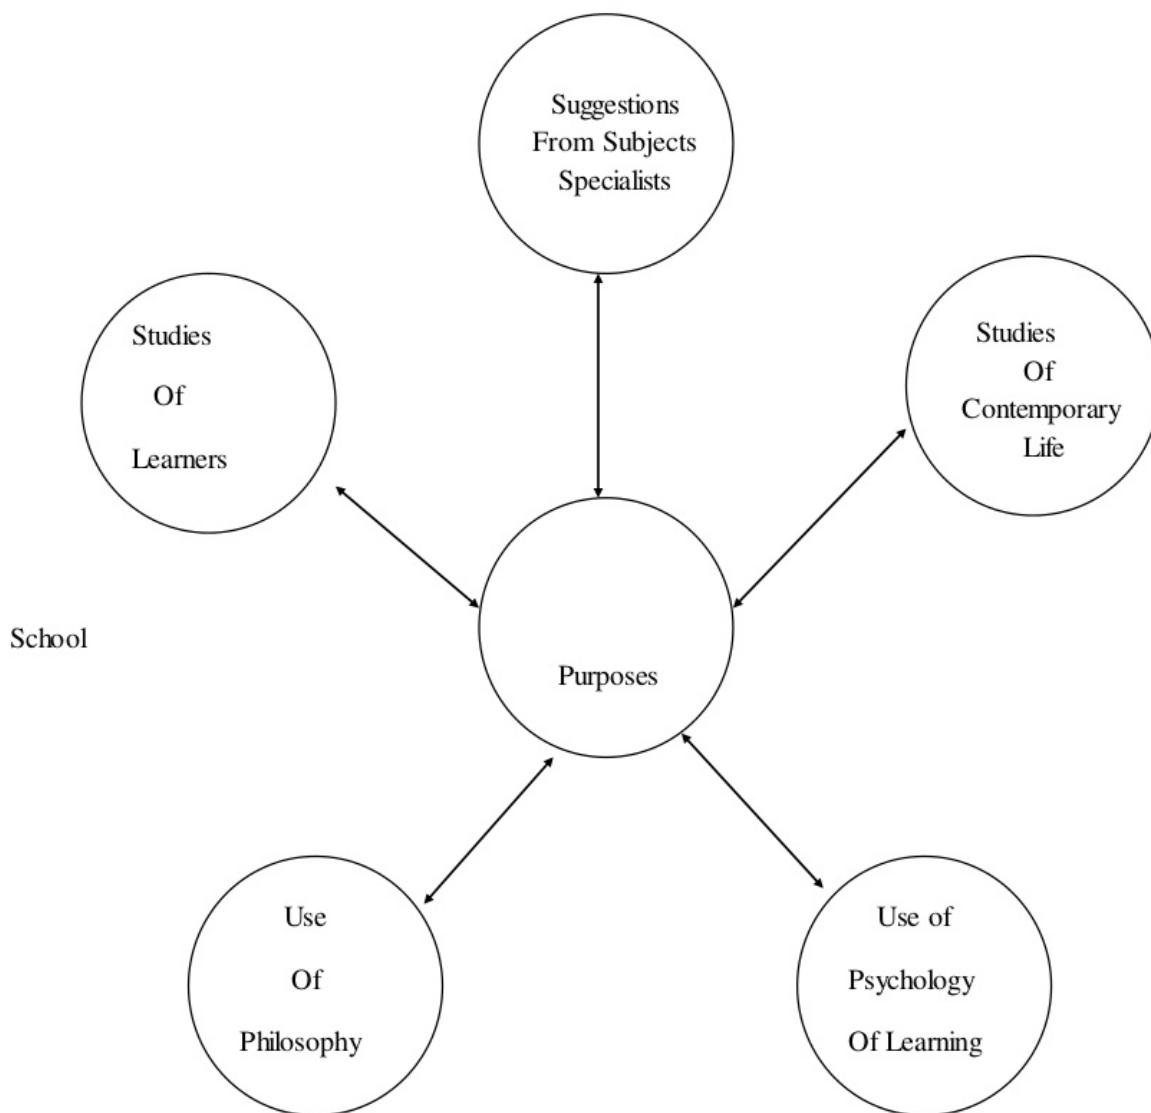 Suggestions
From Subjects
Specialists
Studies
Of
Learners
Studies
Of
Contemporary
Life
School
Purposes
Use
Of
Philosophy
Use of
Psychology
Of Learning